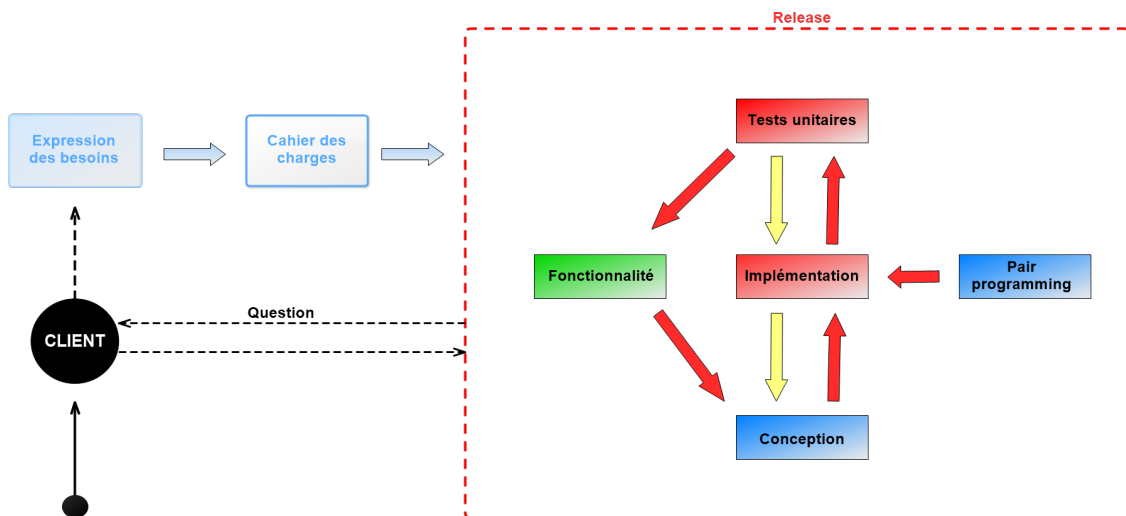 Release
Tests unitaires
Expression
des besoins
Cahier des
charges
Fonctionnalité
Implémentation
Pair
programming
Question
CLIENT
Conception